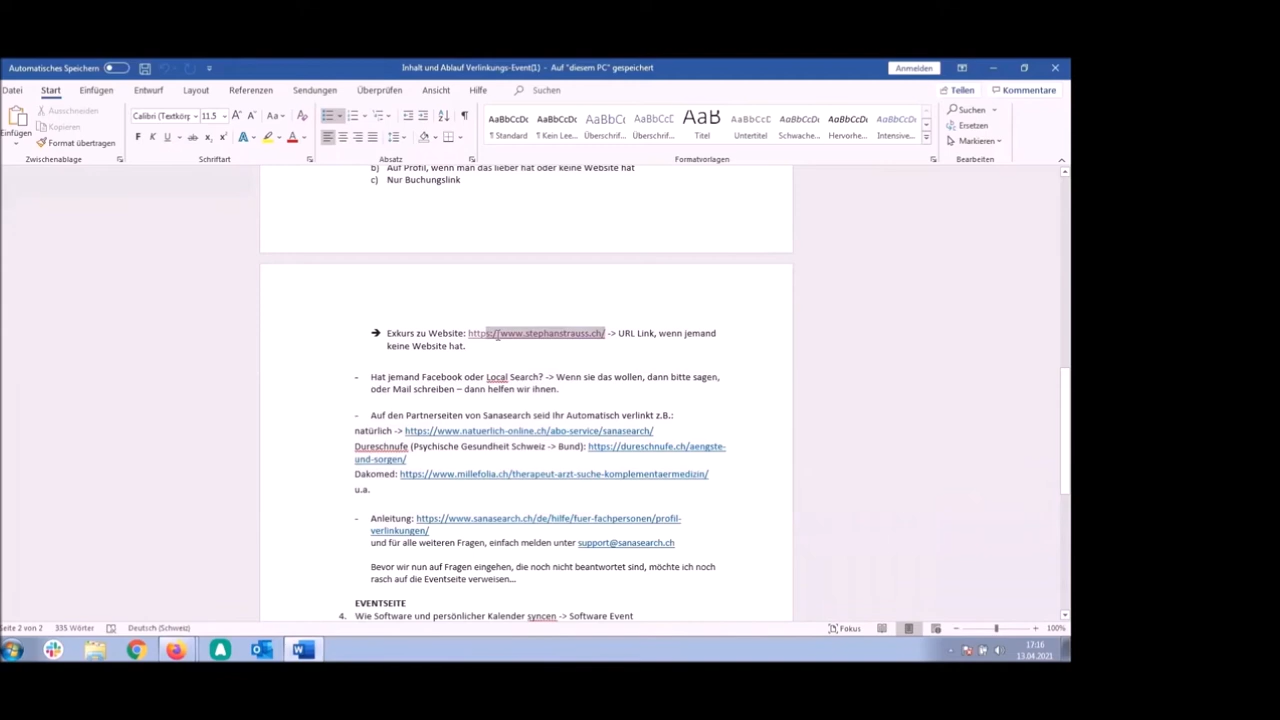 Automatisches Speichern
Inhalt und Ablauf Verlinkungs-Event(1) - Auf "diesem PC" gespeichert
Anmelden
Datei Start Einfügen Entwurf Layout Referenzen Sendungen Überprüfen Ansicht Hilfe Suchen Teilen Kommentare
Einfügen
Ausschneiden
Kopieren
Format übertragen
Zwischenablage
Calibri (Textkörp 11.5
Schriftart
Absatz
AaBbCcDc AaBbCcDc AaBbCc AaBbCcC AaB AaBbCcD AaBbCcDc AaBbCcDc AaBbCcDc
¶ Standard ¶ Kein Lee... Überschrif... Überschrif... Titel Untertitel Schwache... Hervorhe... Intensive...
Formatvorlagen
Suchen
Ersetzen
Markieren
Bearbeiten
b) Auf Profil, wenn man das lieber hat oder keine Website hat
c) Nur Buchungslink
➔ Exkurs zu Website: https://www.stephanstrauss.ch/ -> URL Link, wenn jemand
keine Website hat.
- Hat jemand Facebook oder Local Search? -> Wenn sie das wollen, dann bitte sagen,
oder Mail schreiben – dann helfen wir ihnen.
- Auf den Partnerseiten von Sanasearch seid Ihr Automatisch verlinkt z.B.:
natürlich -> https://www.natuerlich-online.ch/abo-service/sanasearch/
Dureschnufe (Psychische Gesundheit Schweiz -> Bund): https://dureschnufe.ch/aengste-
und-sorgen/
Dakomed: https://www.millefolia.ch/therapeut-arzt-suche-komplementaermedizin/
u.a.
- Anleitung: https://www.sanasearch.ch/de/hilfe/fuer-fachpersonen/profil-
verlinkungen/
und für alle weiteren Fragen, einfach melden unter support@sanasearch.ch
Bevor wir nun auf Fragen eingehen, die noch nicht beantwortet sind, möchte ich noch
rasch auf die Eventseite verweisen...
EVENTSEITE
4. Wie Software und persönlicher Kalender syncen -> Software Event
Seite 2 von 2 335 Wörter Deutsch (Schweiz) Fokus 100%
17:16
13.04.2021